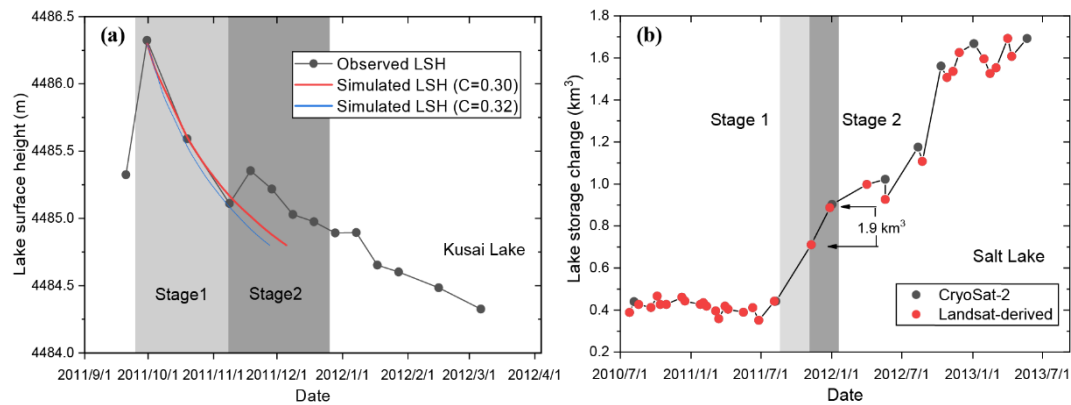 (a)
Observed LSH
Simulated LSH (C=0.30)
Simulated LSH (C=0.32)
Kusai Lake
Stage1
Stage2
4486.5
4486.0
4485.5
4485.0
4484.5
4484.0
Lake surface height (m)
2011/9/1 2011/10/1 2011/11/1 2011/12/1 2012/1/1 2012/2/1 2012/3/1 2012/4/1
Date
(b)
Stage 1
Stage 2
1.9 km³
Salt Lake
CryoSat-2
Landsat-derived
1.8
1.6
1.4
1.2
1.0
0.8
0.6
0.4
0.2
Lake storage change (km³)
2010/7/1 2011/1/1 2011/7/1 2012/1/1 2012/7/1 2013/1/1 2013/7/1
Date